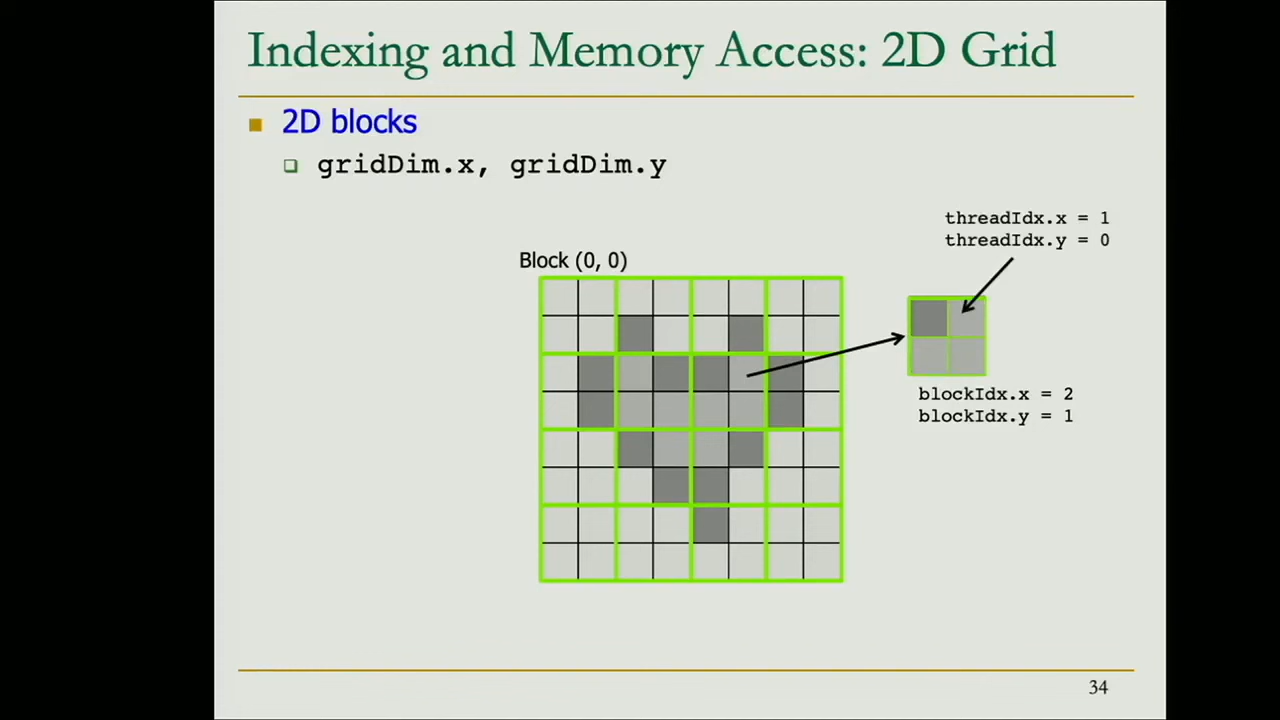 Indexing and Memory Access: 2D Grid
2D blocks
gridDim.x, gridDim.y
threadIdx.x = 1
threadIdx.y = 0
Block (0, 0)
blockIdx.x = 2
blockIdx.y = 1
34